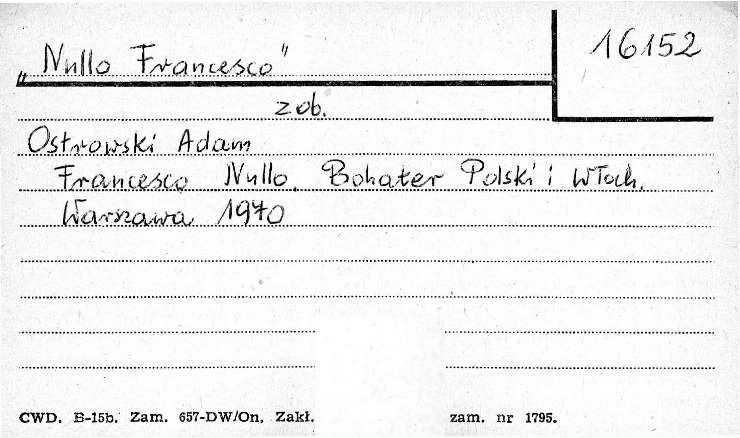 16152
„Nullo Francesco"
zob.
Ostrowski Adam
Francesco Nullo. Bohater Polski i Włoch.
Warszawa 1970
CWD. B-15b. Zam. 657-DW/On. Zakł. zam. nr 1795.